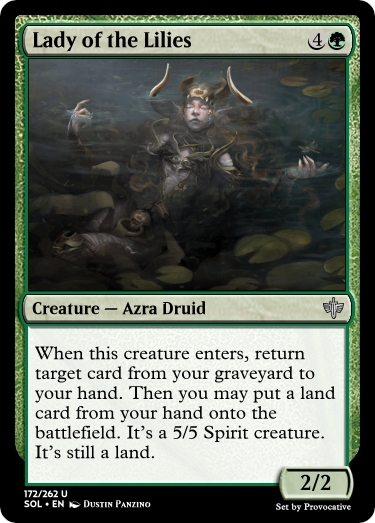 Lady of the Lilies 4
Creature — Azra Druid
When this creature enters, return
target card from your graveyard to
your hand. Then you may put a land
card from your hand onto the
battlefield. It's a 5/5 Spirit creature.
It's still a land.
2/2
172/262 U
SOL • EN Dustin Panzino
Set by Provocative